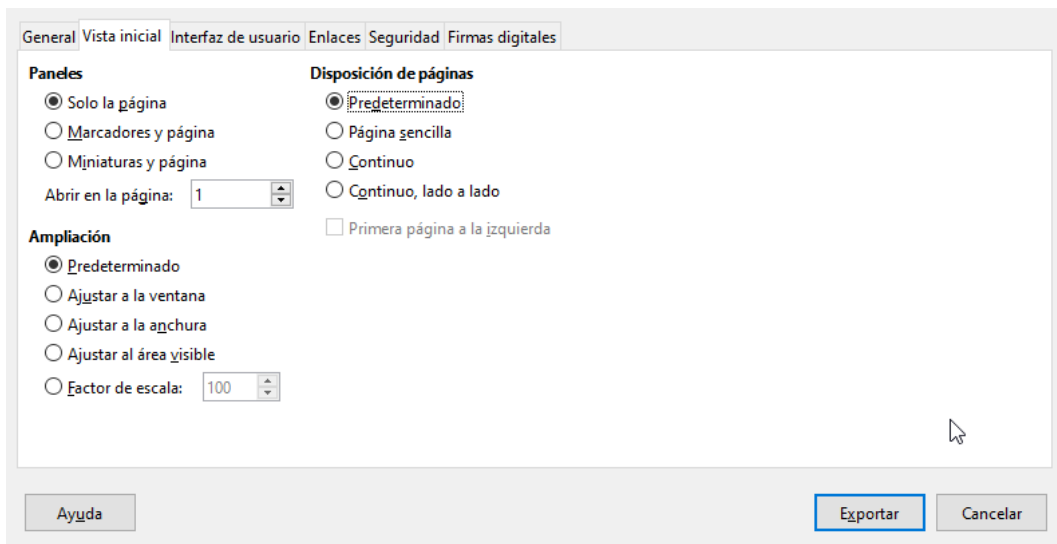 General Vista inicial Interfaz de usuario Enlaces Seguridad Firmas digitales
Paneles
Solo la página
Marcadores y página
Miniaturas y página
Abrir en la página: 1
Ampliación
Predeterminado
Ajustar a la ventana
Ajustar a la anchura
Ajustar al área visible
Factor de escala: 100
Disposición de páginas
Predeterminado
Página sencilla
Continuo
Continuo, lado a lado
Primera página a la izquierda
Ayuda Exportar Cancelar